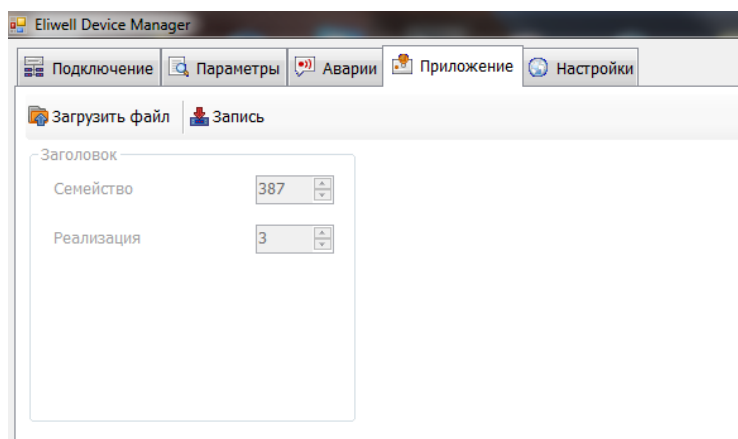 Eliwell Device Manager
Подключение Параметры Аварии Приложение Настройки
Загрузить файл Запись
Заголовок
Семейство 387
Реализация 3